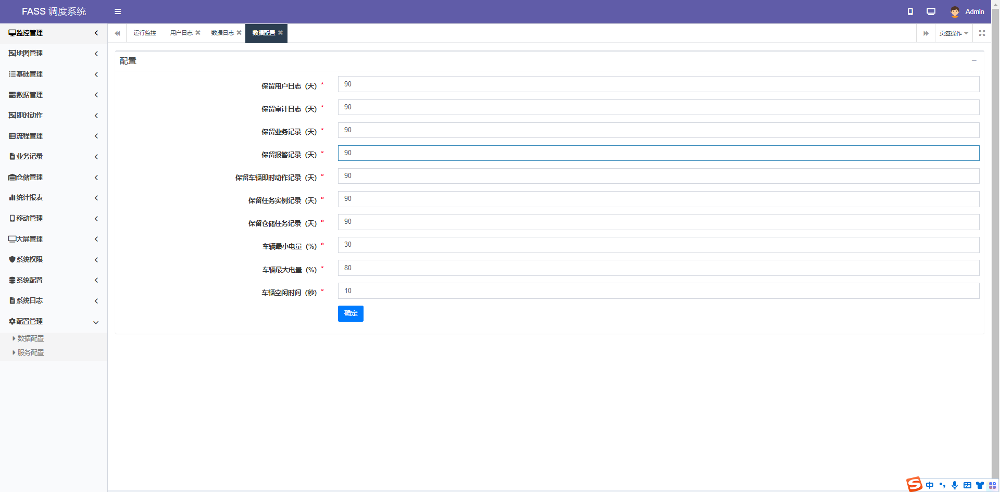 FASS 调度系统
Admin
监控管理
地图管理
基础管理
数据管理
即时动作
流程管理
业务记录
仓储管理
统计报表
移动管理
大屏管理
系统权限
系统配置
系统日志
配置管理
数据配置
服务配置
运行监控 用户日志 数据日志 数据配置 页签操作
配置
保留用户日志 (天) * 90
保留审计日志 (天) * 90
保留业务记录 (天) * 90
保留报警记录 (天) * 90
保留车辆即时动作记录 (天) * 90
保留任务实例记录 (天) * 90
保留仓储任务记录 (天) * 90
车辆最小电量 (%) * 30
车辆最大电量 (%) * 80
车辆空闲时间 (秒) * 10
确定
S 中